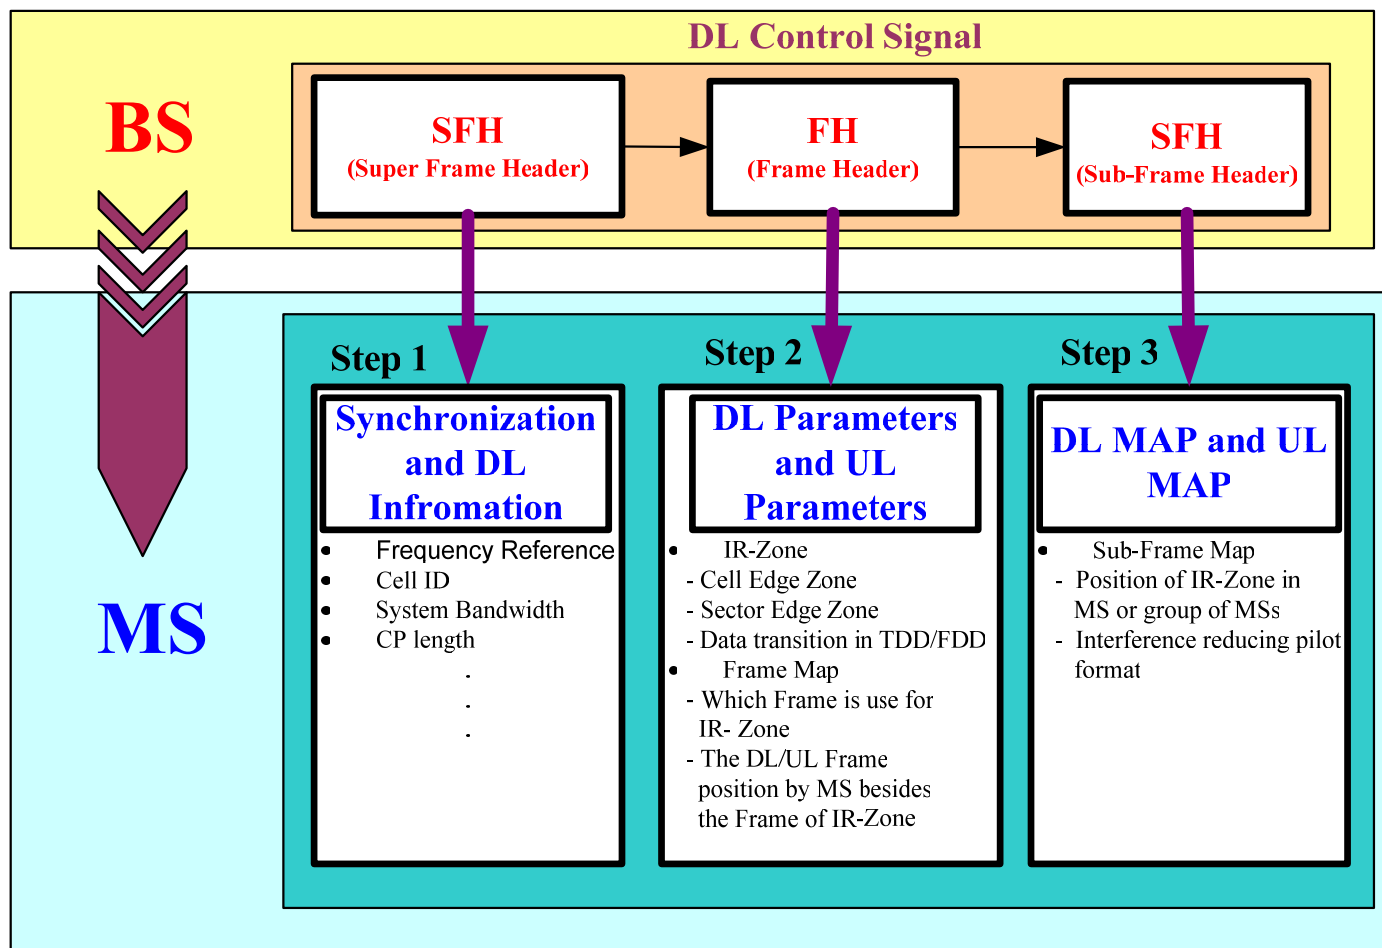 DL Control Signal
BS
SFH
(Super Frame Header)
FH
(Frame Header)
SFH
(Sub-Frame Header)
MS
Step 1
Synchronization
and DL
Infromation
• Frequency Reference
• Cell ID
• System Bandwidth
• CP length
.
.
.
Step 2
DL Parameters
and UL
Parameters
• IR-Zone
- Cell Edge Zone
- Sector Edge Zone
- Data transition in TDD/FDD
• Frame Map
- Which Frame is use for
IR- Zone
- The DL/UL Frame
position by MS besides
the Frame of IR-Zone
Step 3
DL MAP and UL
MAP
• Sub-Frame Map
- Position of IR-Zone in
MS or group of MSs
- Interference reducing pilot
format